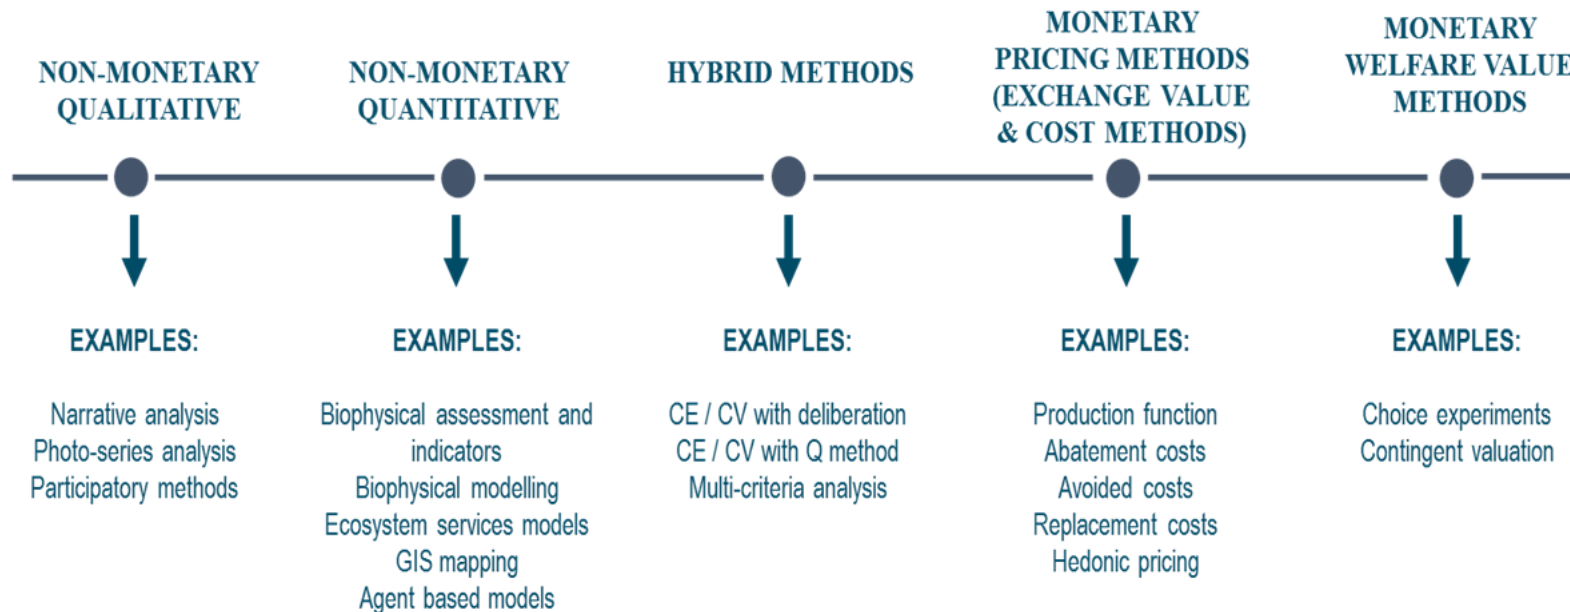 NON-MONETARY
QUALITATIVE
NON-MONETARY
QUANTITATIVE
HYBRID METHODS
MONETARY
PRICING METHODS
(EXCHANGE VALUE
& COST METHODS)
MONETARY
WELFARE VALUE
METHODS
EXAMPLES:
Narrative analysis
Photo-series analysis
Participatory methods
EXAMPLES:
Biophysical assessment and
indicators
Biophysical modelling
Ecosystem services models
GIS mapping
Agent based models
EXAMPLES:
CE / CV with deliberation
CE / CV with Q method
Multi-criteria analysis
EXAMPLES:
Production function
Abatement costs
Avoided costs
Replacement costs
Hedonic pricing
EXAMPLES:
Choice experiments
Contingent valuation